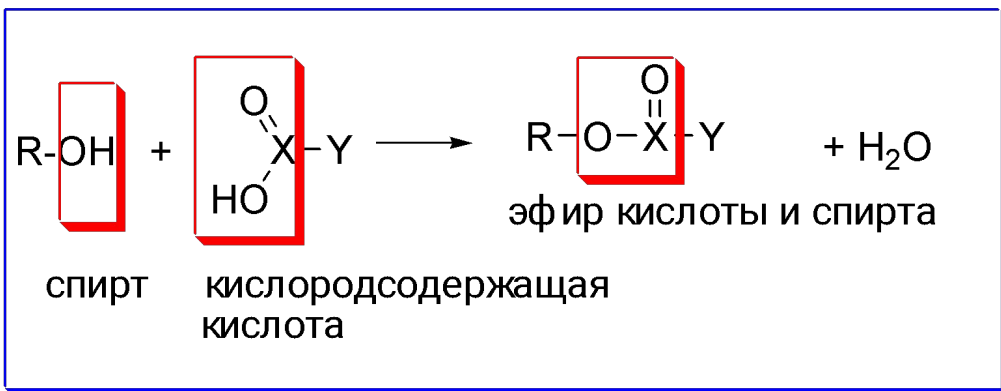 R-OH + O=X(HO)-Y → R-O-X(=O)-Y + H₂O
эфир кислоты и спирта
спирт кислородсодержащая
кислота